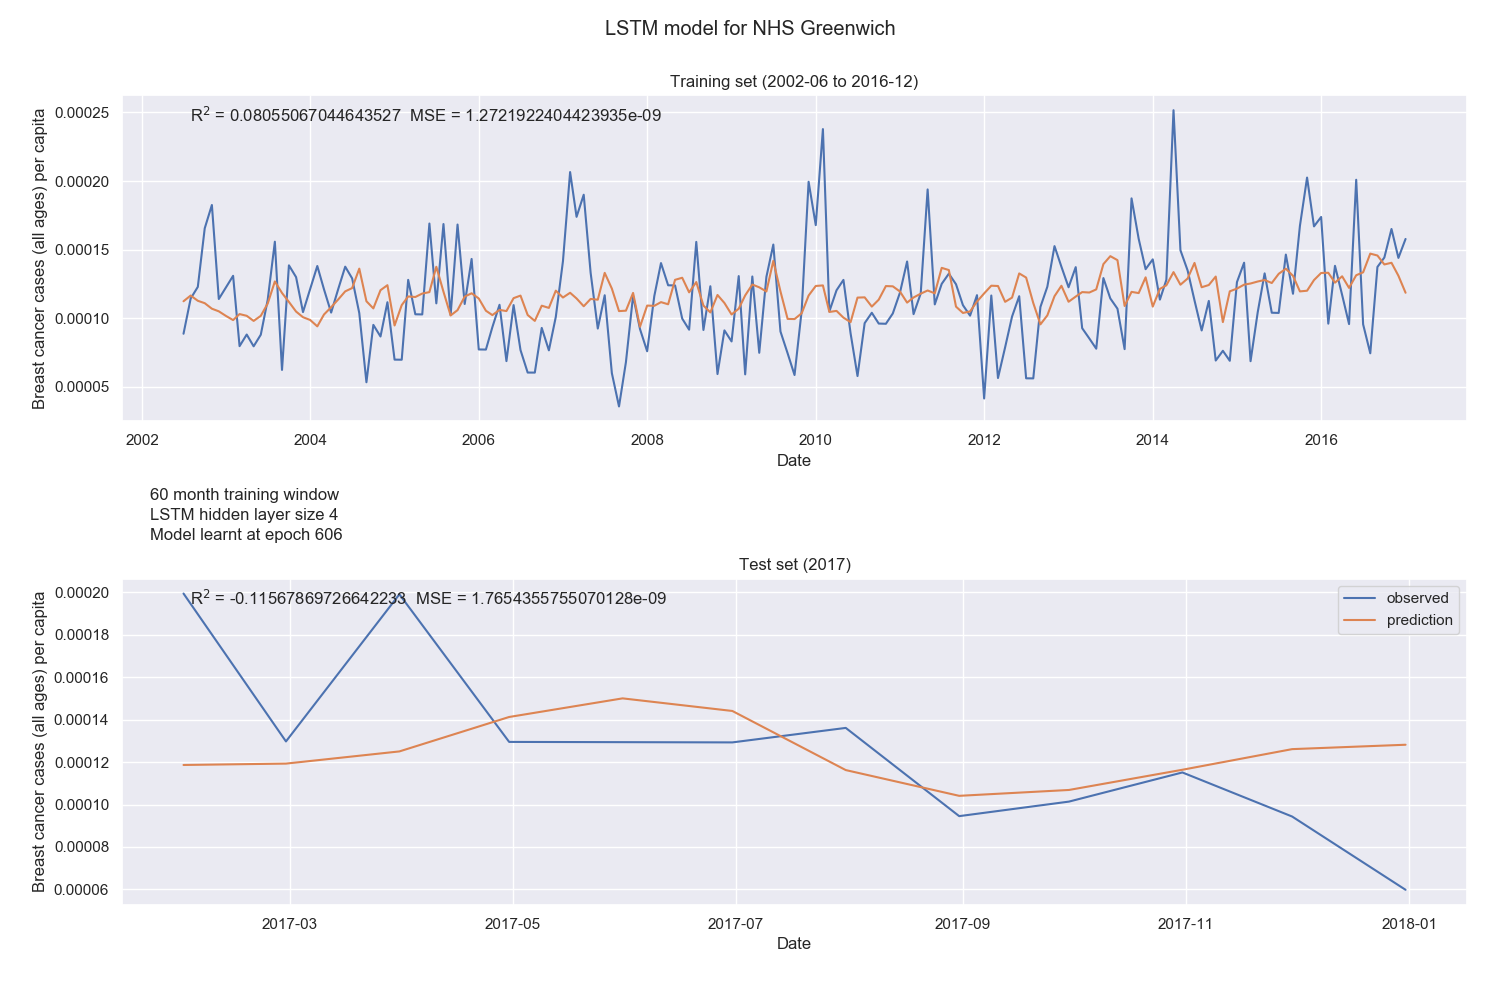 LSTM model for NHS Greenwich
Training set (2002-06 to 2016-12)
R² = 0.08055067044643527 MSE = 1.2721922404423935e-09
Breast cancer cases (all ages) per capita
0.00025
0.00020
0.00015
0.00010
0.00005
2002 2004 2006 2008 2010 2012 2014 2016
Date
60 month training window
LSTM hidden layer size 4
Model learnt at epoch 606
Test set (2017)
R² = -0.11567869726642233 MSE = 1.7654355755070128e-09
observed
prediction
Breast cancer cases (all ages) per capita
0.00020
0.00018
0.00016
0.00014
0.00012
0.00010
0.00008
0.00006
2017-03 2017-05 2017-07 2017-09 2017-11 2018-01
Date